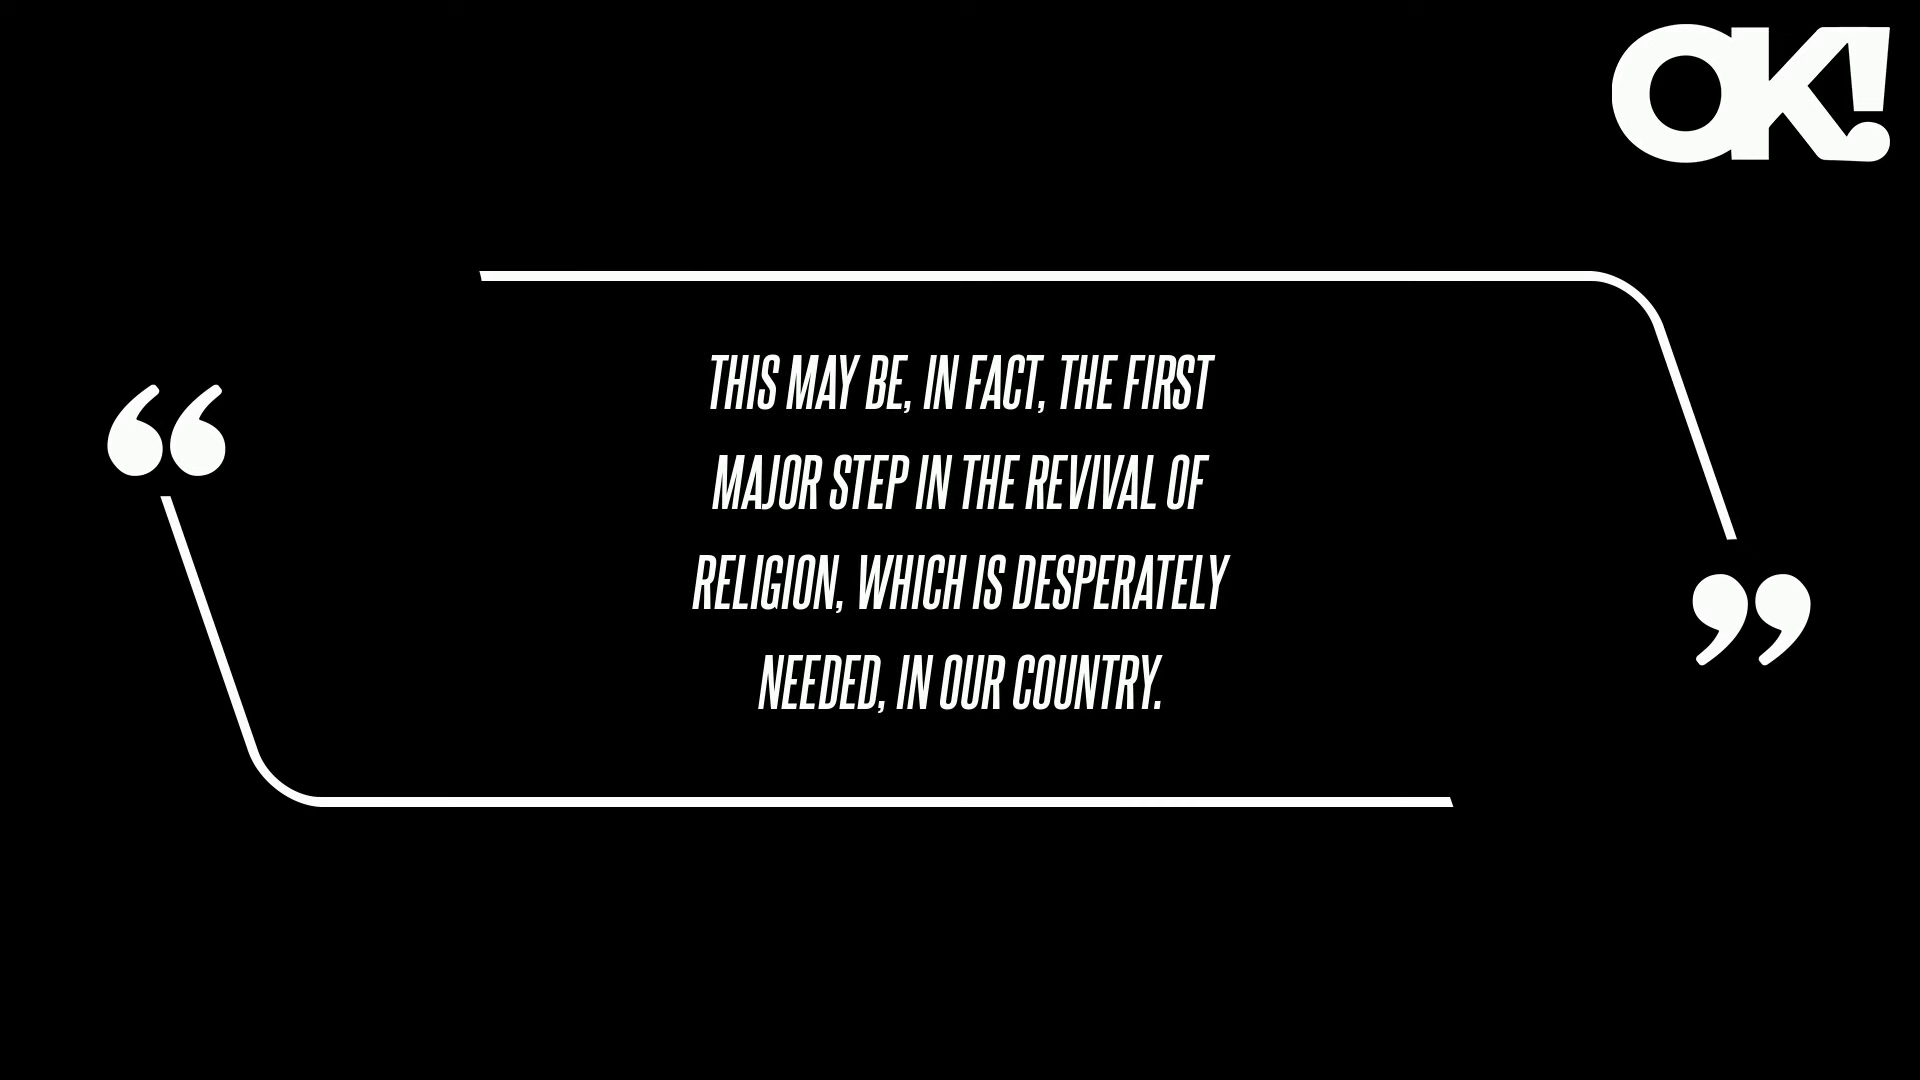 OK!
“
THIS MAY BE, IN FACT, THE FIRST
MAJOR STEP IN THE REVIVAL OF
RELIGION, WHICH IS DESPERATELY
NEEDED, IN OUR COUNTRY.
”